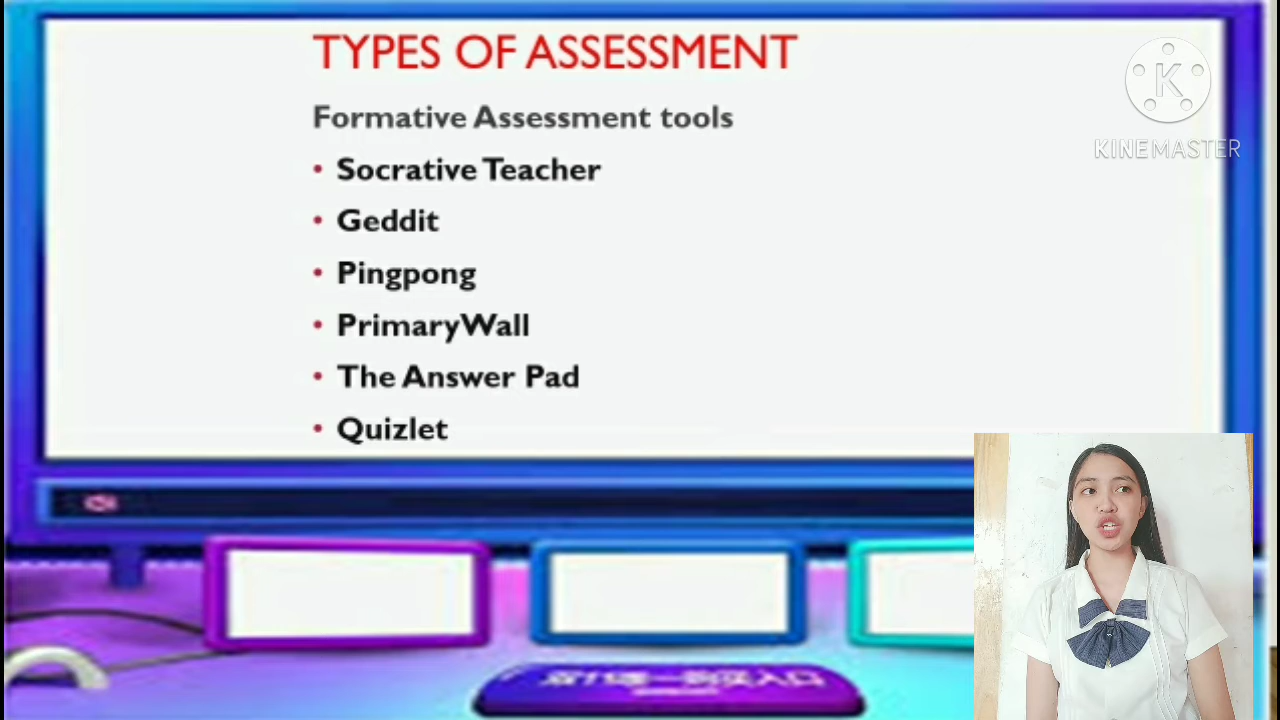 TYPES OF ASSESSMENT
Formative Assessment tools
• Socrative Teacher
• Geddit
• Pingpong
• PrimaryWall
• The Answer Pad
• Quizlet
K
KINEMASTER